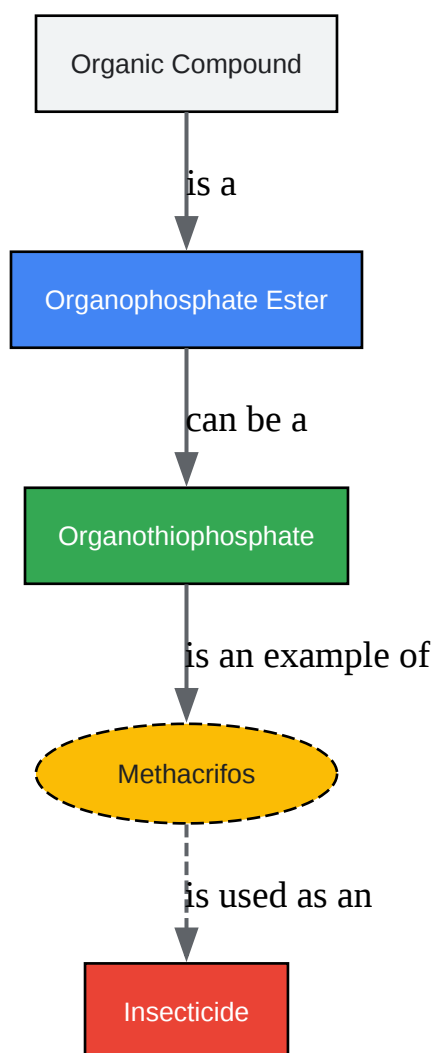 Organic Compound
is a
Organophosphate Ester
can be a
Organothiophosphate
is an example of
Methacrifos
is used as an
Insecticide